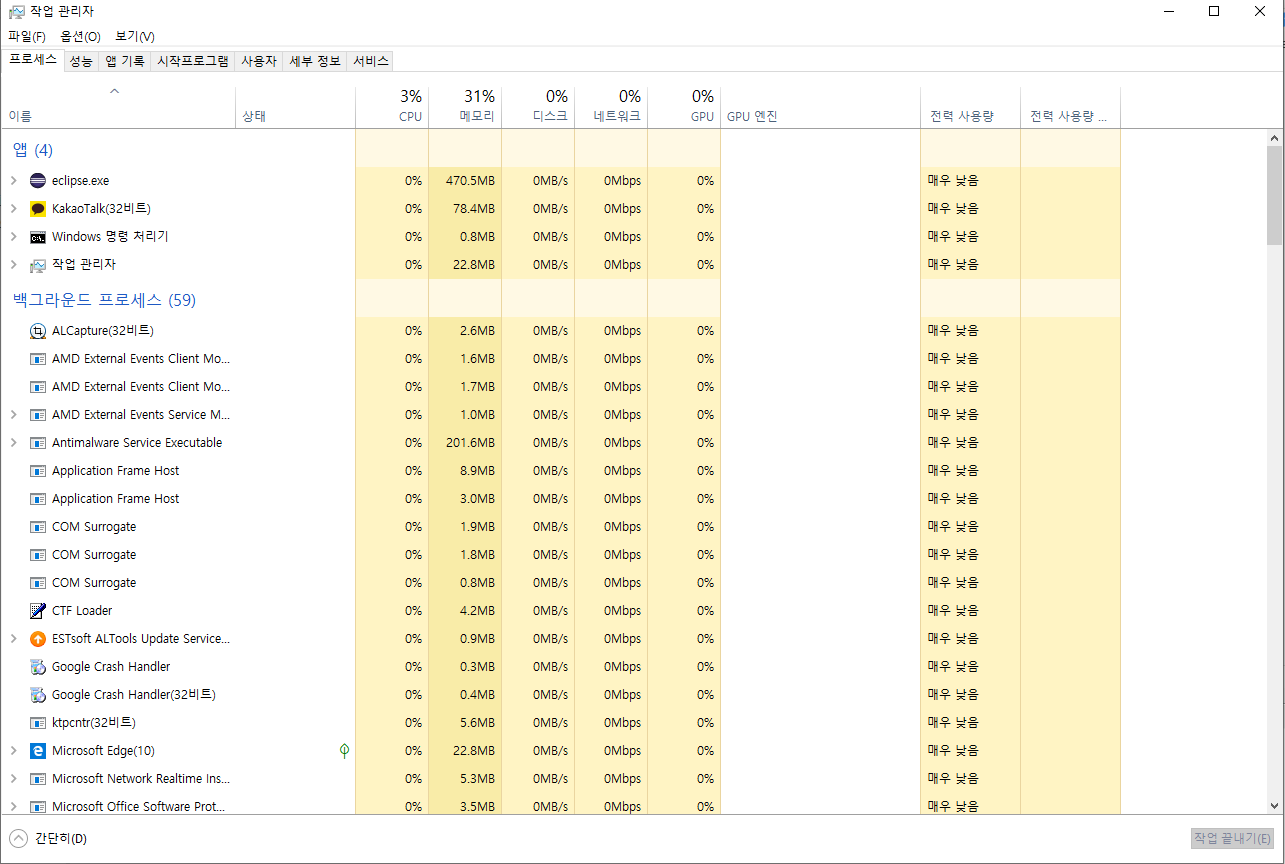 작업 관리자
파일(F) 옵션(O) 보기(V)
프로세스 성능 앱 기록 시작프로그램 사용자 세부 정보 서비스
3% 31% 0% 0% 0%
이름 상태 CPU 메모리 디스크 네트워크 GPU GPU 엔진 전력 사용량 전력 사용량 ...
앱 (4)
eclipse.exe 0% 470.5MB 0MB/s 0Mbps 0% 매우 낮음
KakaoTalk(32비트) 0% 78.4MB 0MB/s 0Mbps 0% 매우 낮음
Windows 명령 처리기 0% 0.8MB 0MB/s 0Mbps 0% 매우 낮음
작업 관리자 0% 22.8MB 0MB/s 0Mbps 0% 매우 낮음
백그라운드 프로세스 (59)
ALCapture(32비트) 0% 2.6MB 0MB/s 0Mbps 0% 매우 낮음
AMD External Events Client Mo... 0% 1.6MB 0MB/s 0Mbps 0% 매우 낮음
AMD External Events Client Mo... 0% 1.7MB 0MB/s 0Mbps 0% 매우 낮음
AMD External Events Service M... 0% 1.0MB 0MB/s 0Mbps 0% 매우 낮음
Antimalware Service Executable 0% 201.6MB 0MB/s 0Mbps 0% 매우 낮음
Application Frame Host 0% 8.9MB 0MB/s 0Mbps 0% 매우 낮음
Application Frame Host 0% 3.0MB 0MB/s 0Mbps 0% 매우 낮음
COM Surrogate 0% 1.9MB 0MB/s 0Mbps 0% 매우 낮음
COM Surrogate 0% 1.8MB 0MB/s 0Mbps 0% 매우 낮음
COM Surrogate 0% 0.8MB 0MB/s 0Mbps 0% 매우 낮음
CTF Loader 0% 4.2MB 0MB/s 0Mbps 0% 매우 낮음
ESTsoft ALTools Update Service... 0% 0.9MB 0MB/s 0Mbps 0% 매우 낮음
Google Crash Handler 0% 0.3MB 0MB/s 0Mbps 0% 매우 낮음
Google Crash Handler(32비트) 0% 0.4MB 0MB/s 0Mbps 0% 매우 낮음
ktpcntr(32비트) 0% 5.6MB 0MB/s 0Mbps 0% 매우 낮음
Microsoft Edge(10) 0% 22.8MB 0MB/s 0Mbps 0% 매우 낮음
Microsoft Network Realtime Ins... 0% 5.3MB 0MB/s 0Mbps 0% 매우 낮음
Microsoft Office Software Prot... 0% 3.5MB 0MB/s 0Mbps 0% 매우 낮음
간단히(D) 작업 끝내기(E)